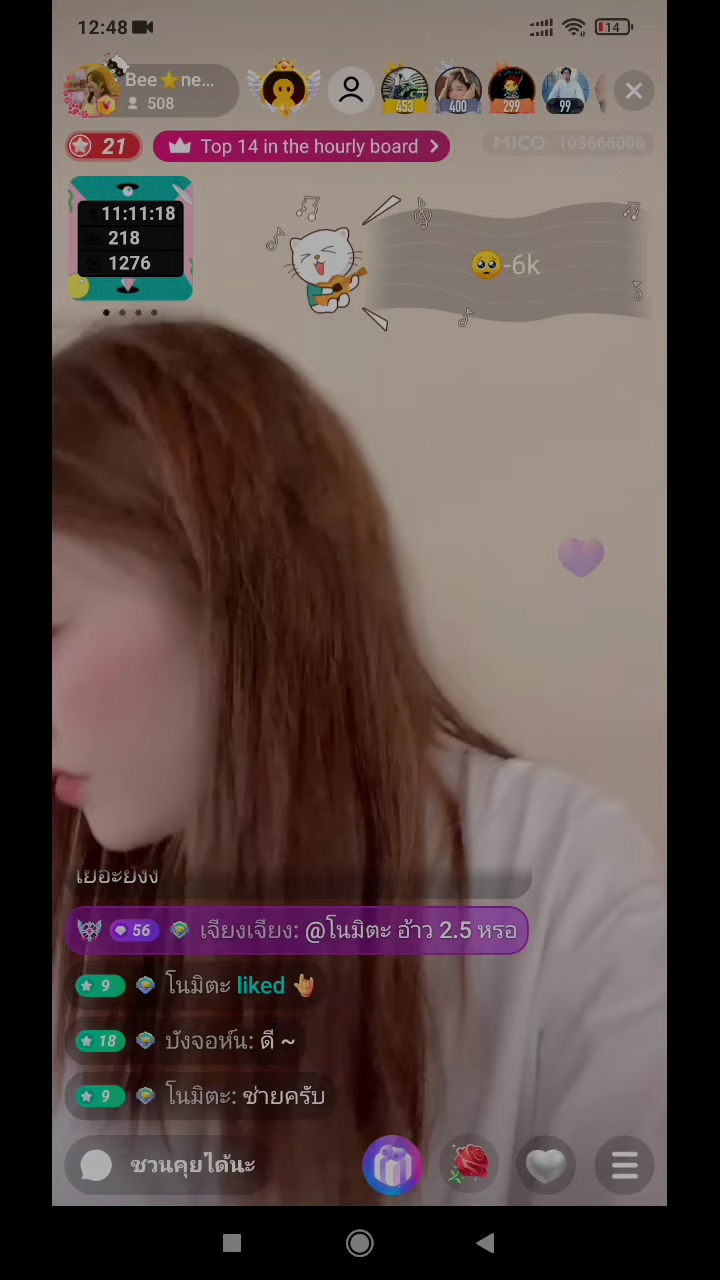 12:48
14
Bee⭐ne...
508
453
400
299
99
21
Top 14 in the hourly board
MICO 103666006
11:11:18
218
1276
🥺-6k
เยอะยังง
56 เจียงเจียง: @โนมิตะ อ้าว 2.5 หรอ
9 โนมิตะ liked 🤟
18 บังจอห์น: ดี ~
9 โนมิตะ: ช่ายครับ
ชวนคุยได้นะ